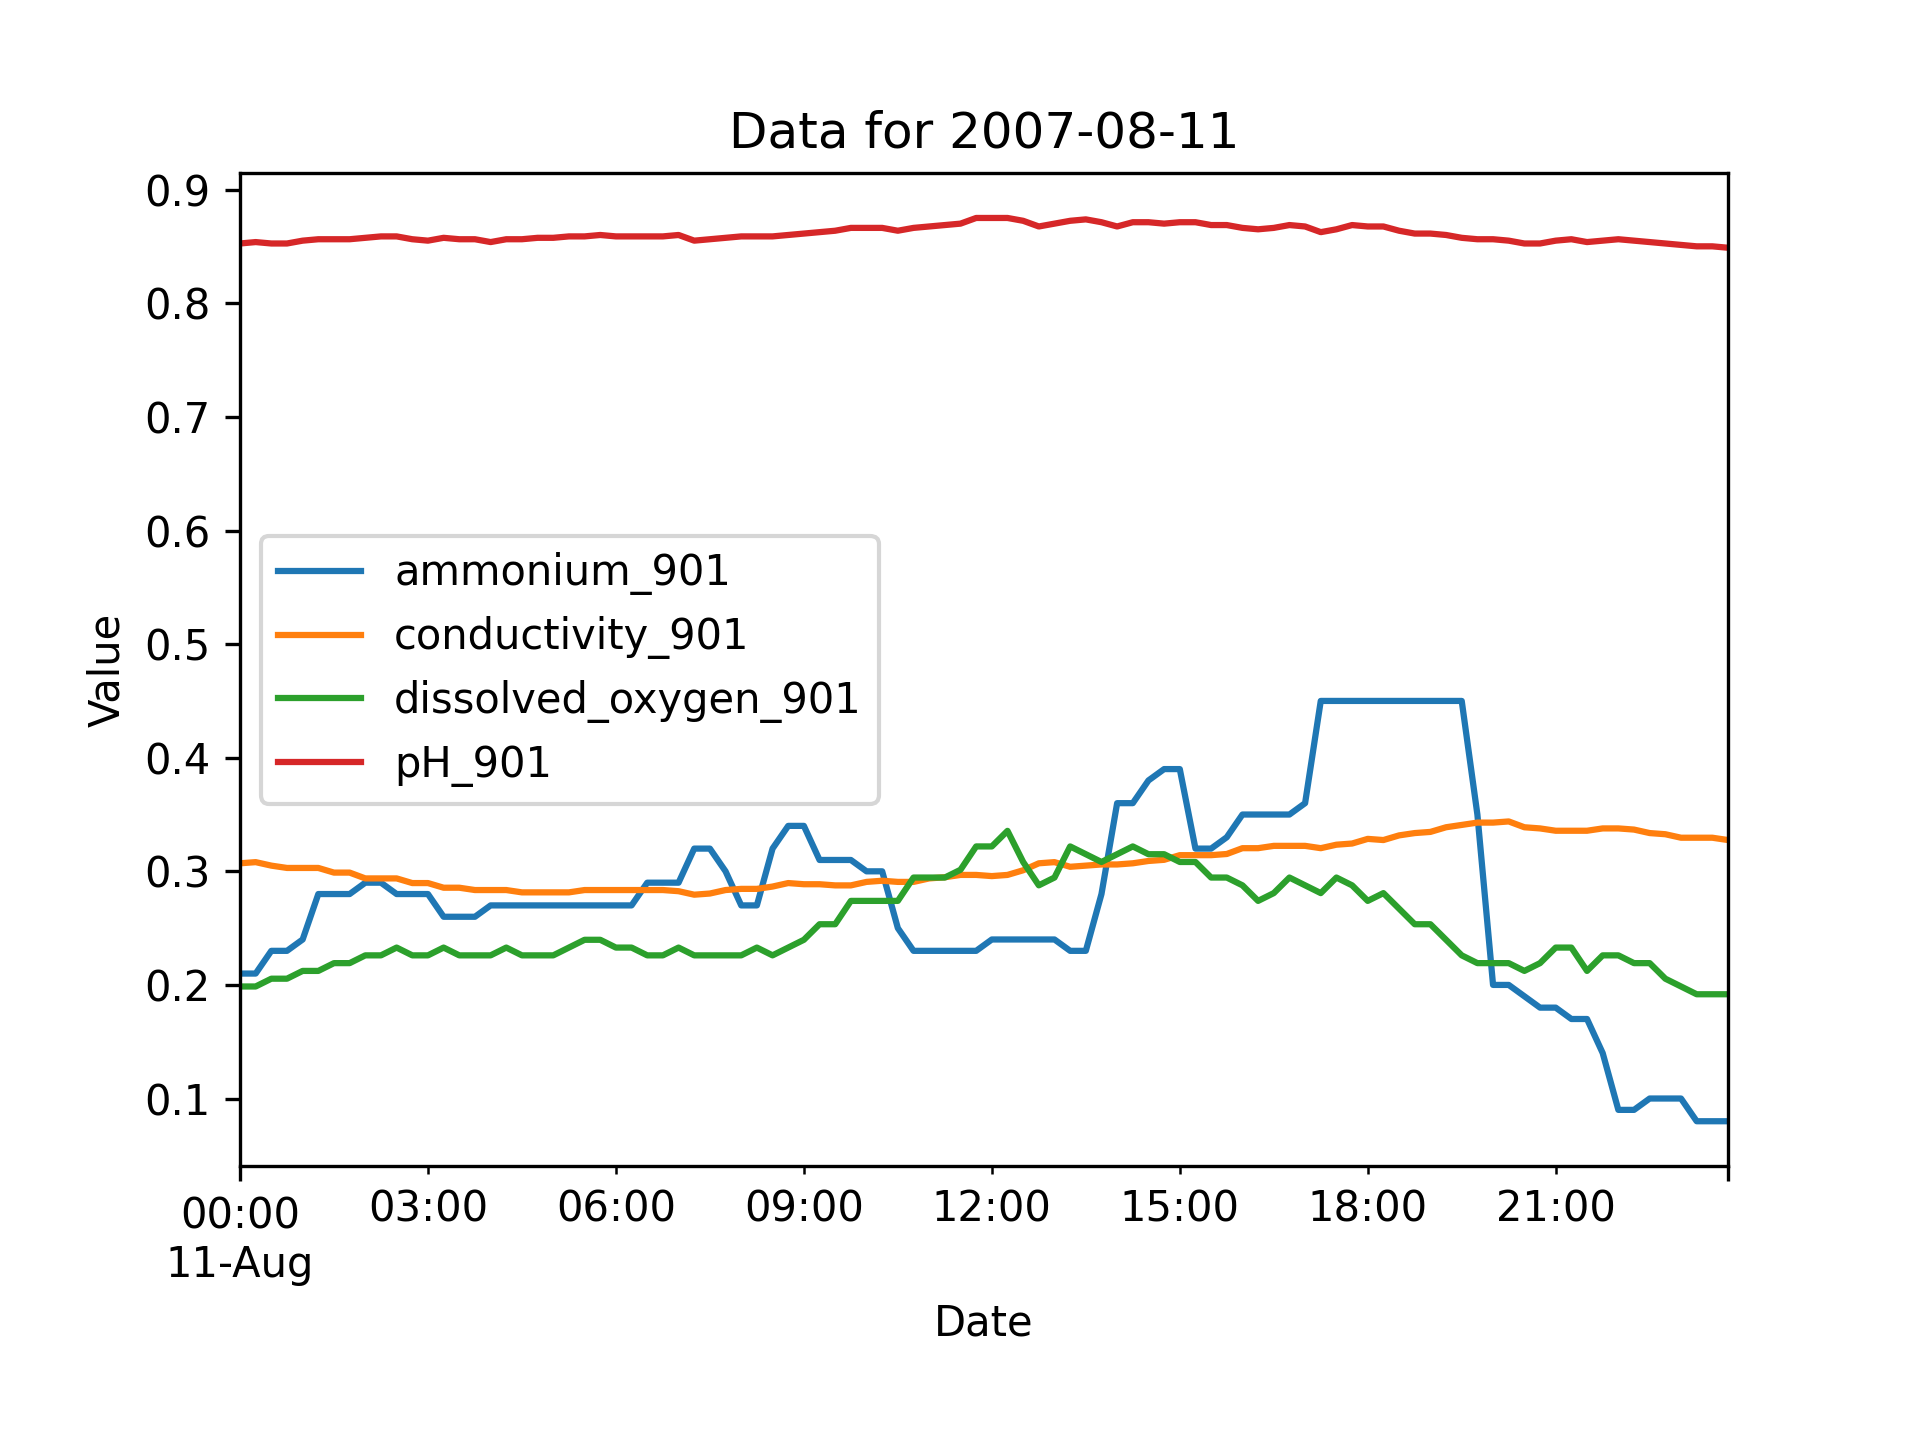 Data for 2007-08-11
Value
0.9
0.8
0.7
0.6
0.5
0.4
0.3
0.2
0.1
ammonium_901
conductivity_901
dissolved_oxygen_901
pH_901
00:00 03:00 06:00 09:00 12:00 15:00 18:00 21:00
11-Aug
Date